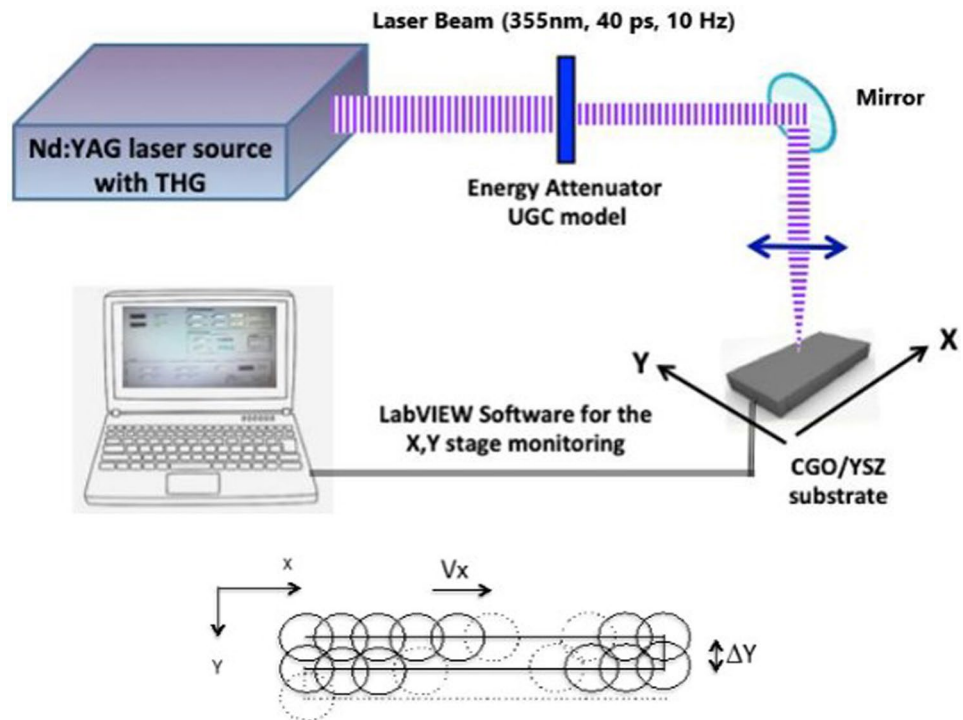 Laser Beam (355nm, 40 ps, 10 Hz)
Mirror
Nd:YAG laser source
with THG
Energy Attenuator
UGC model
X
Y
LabVIEW Software for the
X,Y stage monitoring
CGO/YSZ
substrate
x
Vx
Y
ΔY